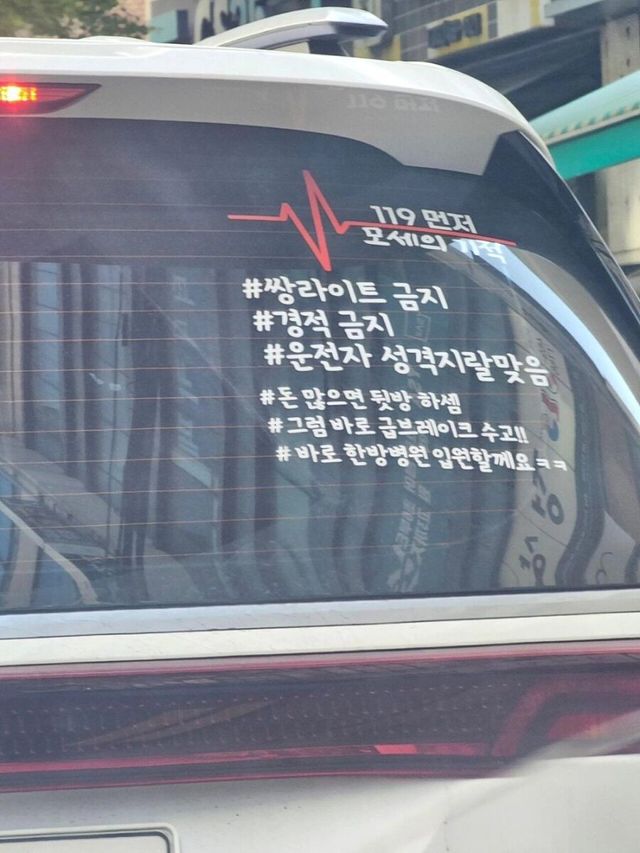 119 먼저
모세의 기적
#쌍라이트 금지
#경적 금지
#운전자 성격지랄맞음
#돈 많으면 뒷방 하셈
#그럼 바로 급브레이크 수고!!
# 바로 한방병원 입원할께요ㅋㅋ